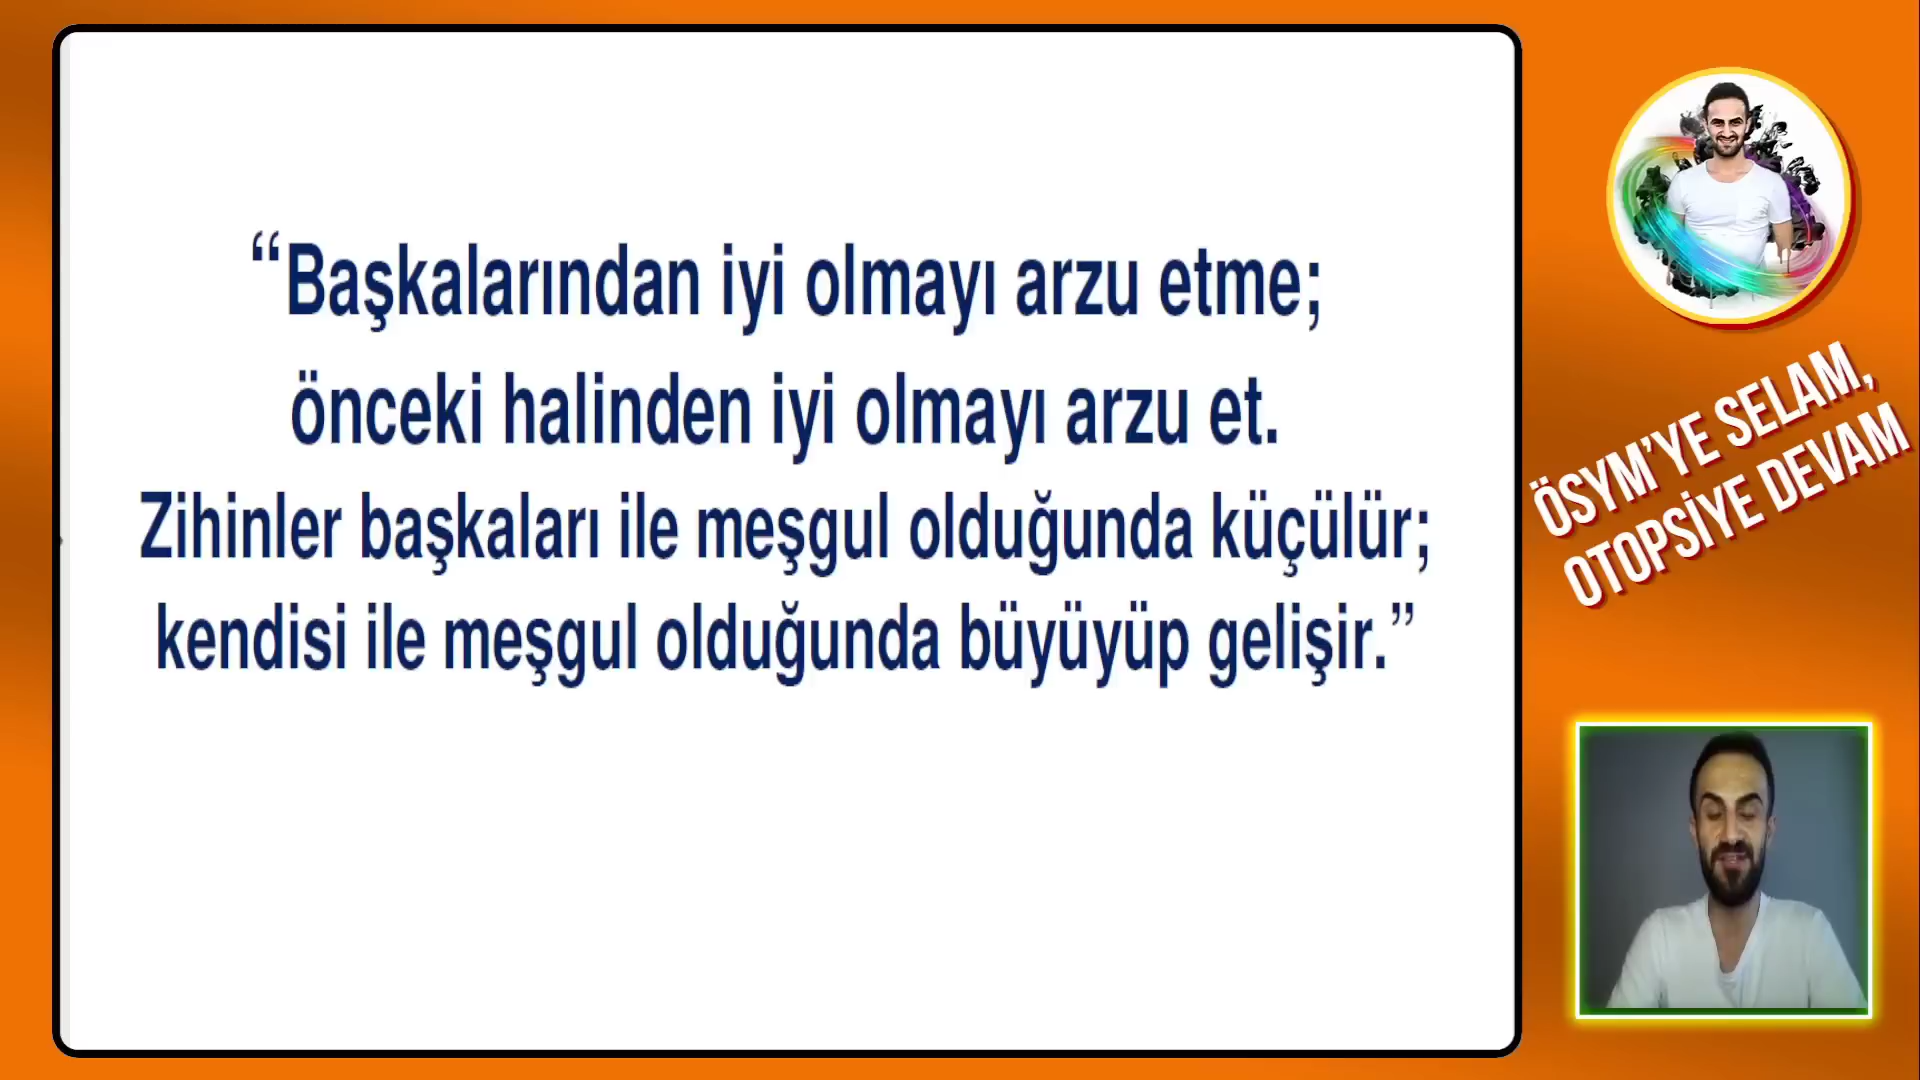 “Başkalarından iyi olmayı arzu etme;
önceki halinden iyi olmayı arzu et.
Zihinler başkaları ile meşgul olduğunda küçülür;
kendisi ile meşgul olduğunda büyüyüp gelişir.”
ÖSYM’YE SELAM,
OTOPSİYE DEVAM